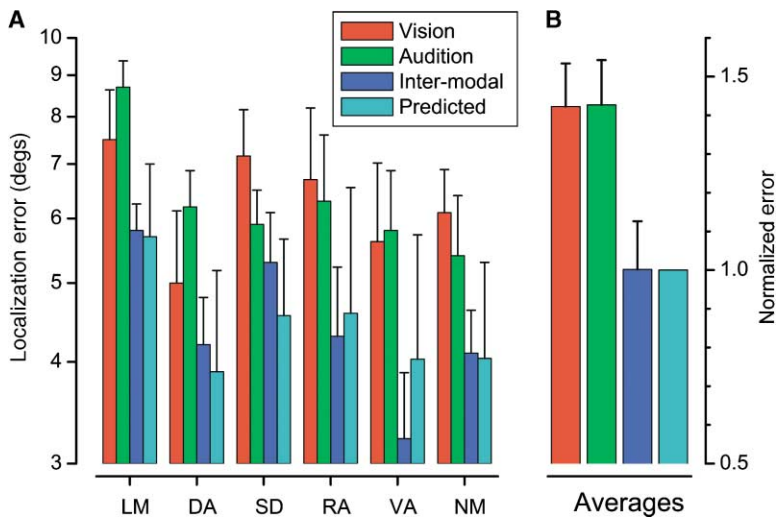 A
B
Vision
Audition
Inter-modal
Predicted
Localization error (degs)
10
9
8
7
6
5
4
3
LM DA SD RA VA NM
Normalized error
1.5
1.0
0.5
Averages